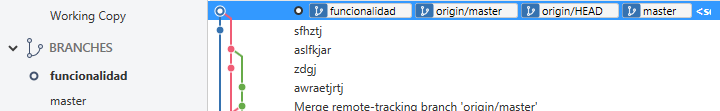 Working Copy
BRANCHES
funcionalidad
master
funcionalidad origin/master origin/HEAD master
sfhztj
aslfkjar
zdgj
awraetjrtj
Merge remote-tracking branch 'origin/master'